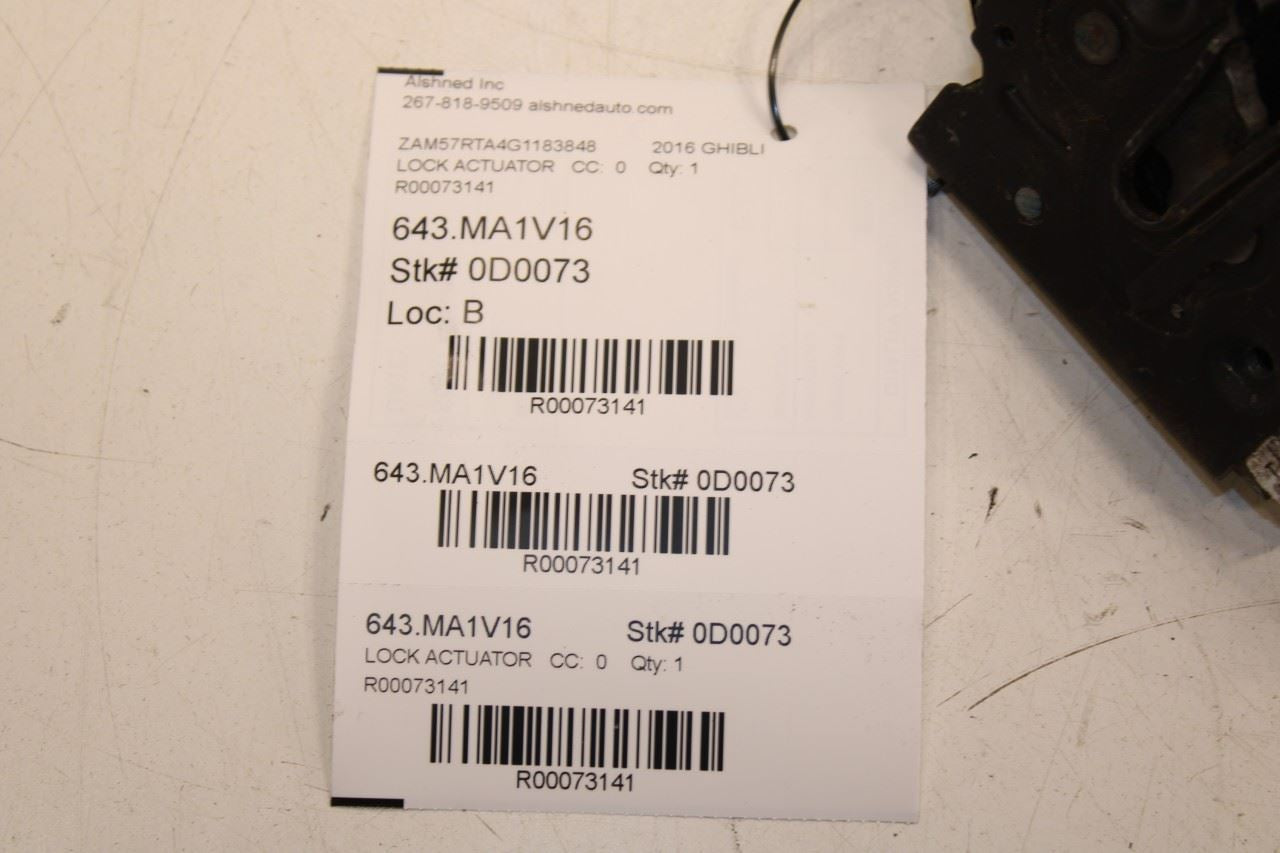 Alshned Inc
267-818-9509 alshnedauto.com
ZAM57RTA4G1183848 2016 GHIBLI
LOCK ACTUATOR CC: 0 Qty: 1
R00073141
643.MA1V16
Stk# 0D0073
Loc: B
R00073141
643.MA1V16 Stk# 0D0073
R00073141
643.MA1V16 Stk# 0D0073
LOCK ACTUATOR CC: 0 Qty: 1
R00073141
R00073141